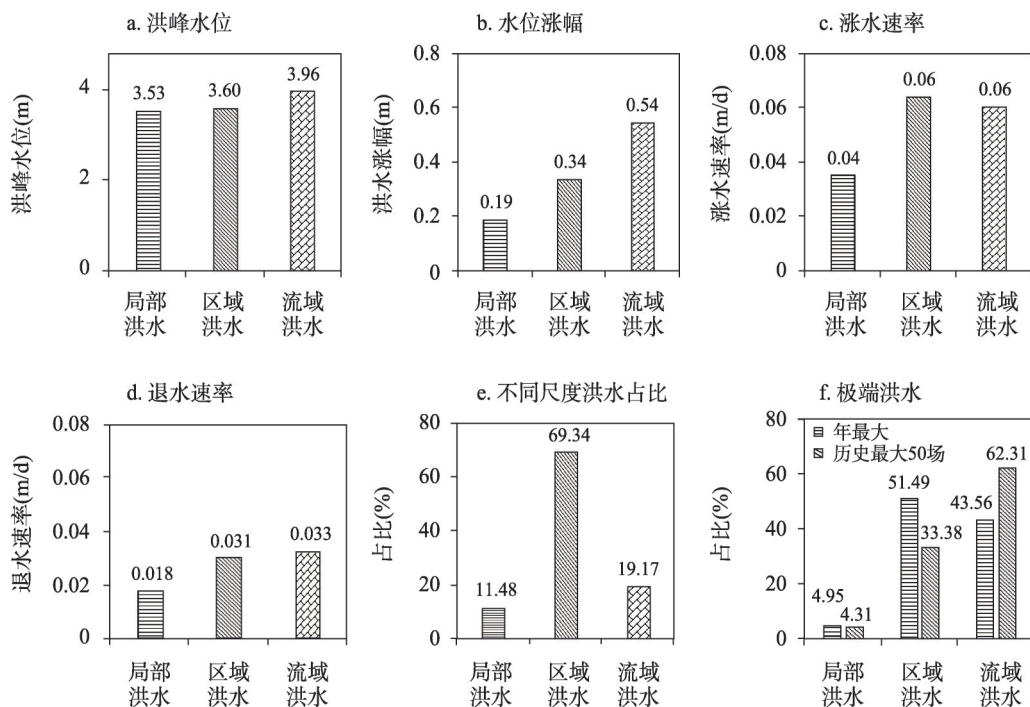 a. 洪峰水位
洪峰水位(m)
4
2
0
3.53
3.60
3.96
局部
洪水
区域
洪水
流域
洪水
b. 水位涨幅
洪水涨幅(m)
0.8
0.6
0.4
0.2
0
0.19
0.34
0.54
局部
洪水
区域
洪水
流域
洪水
c. 涨水速率
涨水速率(m/d)
0.08
0.06
0.04
0.02
0
0.04
0.06
0.06
局部
洪水
区域
洪水
流域
洪水
d. 退水速率
退水速率(m/d)
0.08
0.06
0.04
0.02
0
0.018
0.031
0.033
局部
洪水
区域
洪水
流域
洪水
e. 不同尺度洪水占比
占比(%)
80
60
40
20
0
11.48
69.34
19.17
局部
洪水
区域
洪水
流域
洪水
f. 极端洪水
占比(%)
80
60
40
20
0
年最大
历史最大50场
4.95
4.31
51.49
33.38
43.56
62.31
局部
洪水
区域
洪水
流域
洪水